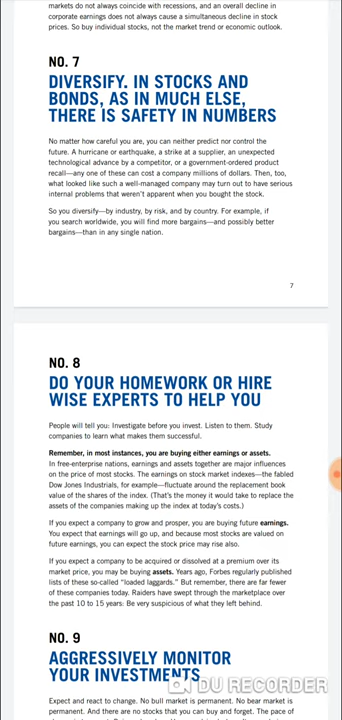 markets do not always coincide with recessions, and an overall decline in
corporate earnings does not always cause a simultaneous decline in stock
prices. So buy individual stocks, not the market trend or economic outlook.
NO. 7
DIVERSIFY. IN STOCKS AND
BONDS, AS IN MUCH ELSE,
THERE IS SAFETY IN NUMBERS
No matter how careful you are, you can neither predict nor control the
future. A hurricane or earthquake, a strike at a supplier, an unexpected
technological advance by a competitor, or a government-ordered product
recall—any one of these can cost a company millions of dollars. Then, too,
what looked like such a well-managed company may turn out to have serious
internal problems that weren't apparent when you bought the stock.
So you diversify—by industry, by risk, and by country. For example, if
you search worldwide, you will find more bargains—and possibly better
bargains—than in any single nation.
7
NO. 8
DO YOUR HOMEWORK OR HIRE
WISE EXPERTS TO HELP YOU
People will tell you: Investigate before you invest. Listen to them. Study
companies to learn what makes them successful.
Remember, in most instances, you are buying either earnings or assets.
In free-enterprise nations, earnings and assets together are major influences
on the price of most stocks. The earnings on stock market indexes—the fabled
Dow Jones Industrials, for example—fluctuate around the replacement book
value of the shares of the index. (That's the money it would take to replace the
assets of the companies making up the index at today's costs.)
If you expect a company to grow and prosper, you are buying future earnings.
You expect that earnings will go up, and because most stocks are valued on
future earnings, you can expect the stock price may rise also.
If you expect a company to be acquired or dissolved at a premium over its
market price, you may be buying assets. Years ago, Forbes regularly published
lists of these so-called "loaded laggards." But remember, there are far fewer
of these companies today. Raiders have swept through the marketplace over
the past 10 to 15 years: Be very suspicious of what they left behind.
NO. 9
AGGRESSIVELY MONITOR
YOUR INVESTMENTS
DU RECORDER
Expect and react to change. No bull market is permanent. No bear market is
permanent. And there are no stocks that you can buy and forget. The pace of